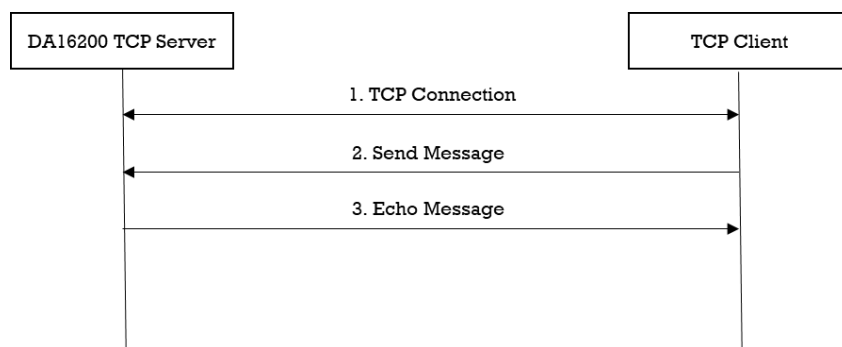 DA16200 TCP Server
TCP Client
1. TCP Connection
2. Send Message
3. Echo Message